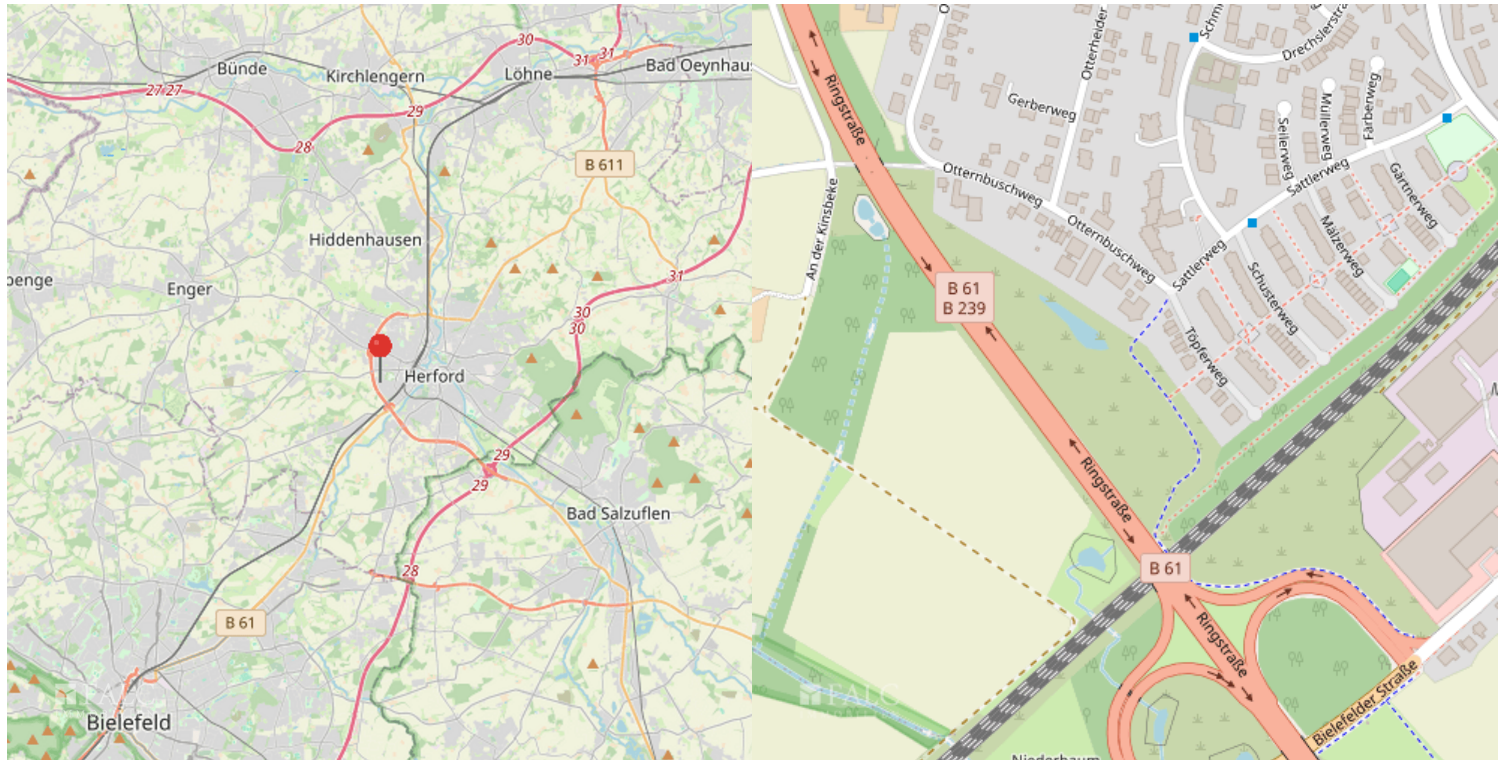 30
31
31
Bünde
Kirchlengern
Löhne
Bad Oeynhaus
27
27
29
28
B 611
Hiddenhausen
31
Enger
30
30
Herford
29
29
Bad Salzuflen
28
B 61
Bielefeld
Drechslerstra
Otterheider
Ringstraße
Gerberweg
Seilerweg
Müllerweg
Färberweg
Otternbuschweg
Sattlerweg
Gärtnerweg
An der Kinsbeke
Otternbuschweg
Mälzerweg
Sattlerweg
B 61
B 239
Schusterweg
Töpferweg
Ringstraße
B 61
Ringstraße
Bielefelder Straße
FALC